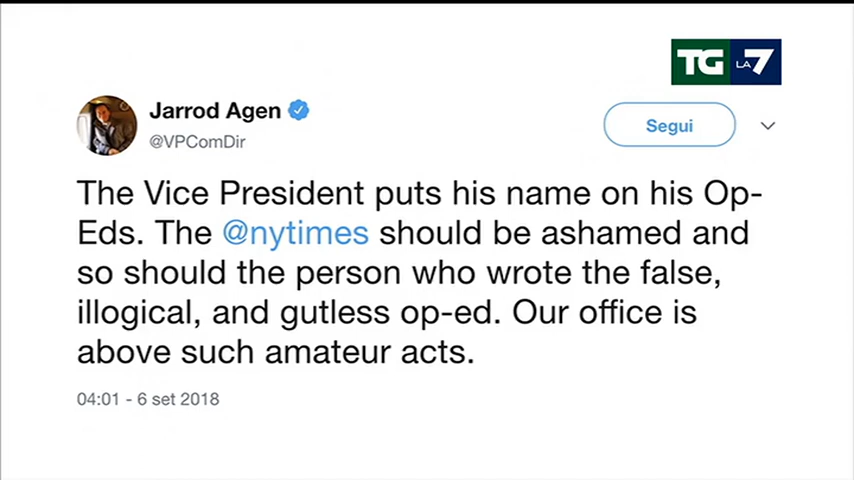 TG LA 7
Jarrod Agen
@VPComDir
Segui
The Vice President puts his name on his Op-
Eds. The @nytimes should be ashamed and
so should the person who wrote the false,
illogical, and gutless op-ed. Our office is
above such amateur acts.
04:01 - 6 set 2018